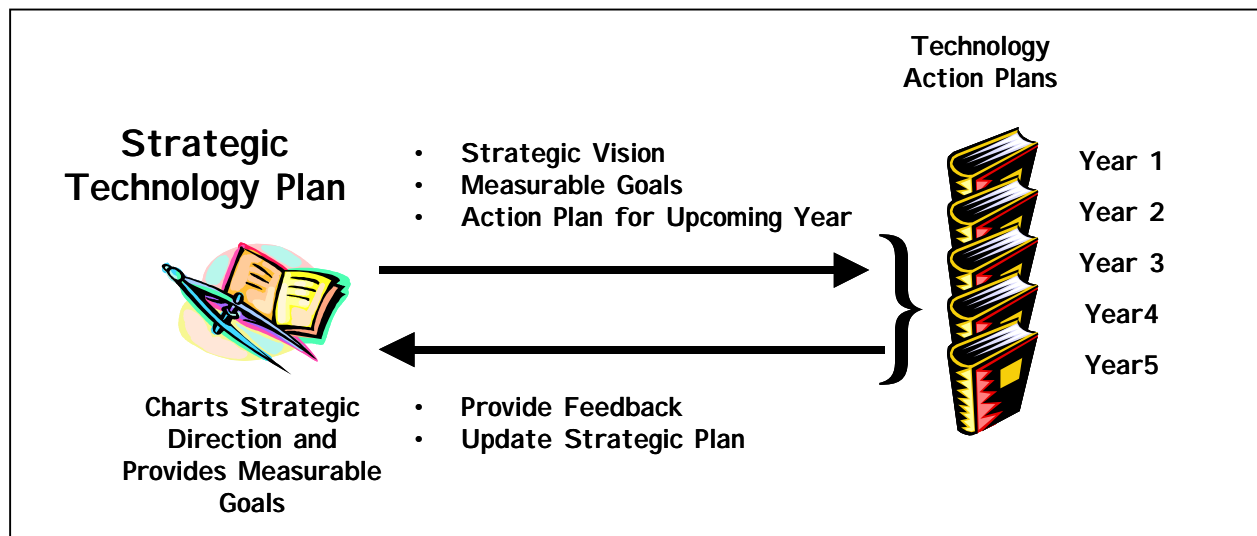 Technology
Action Plans
Strategic
Technology Plan
• Strategic Vision
• Measurable Goals
• Action Plan for Upcoming Year
Year 1
Year 2
Year 3
Year4
Year5
Charts Strategic
Direction and
Provides Measurable
Goals
• Provide Feedback
• Update Strategic Plan